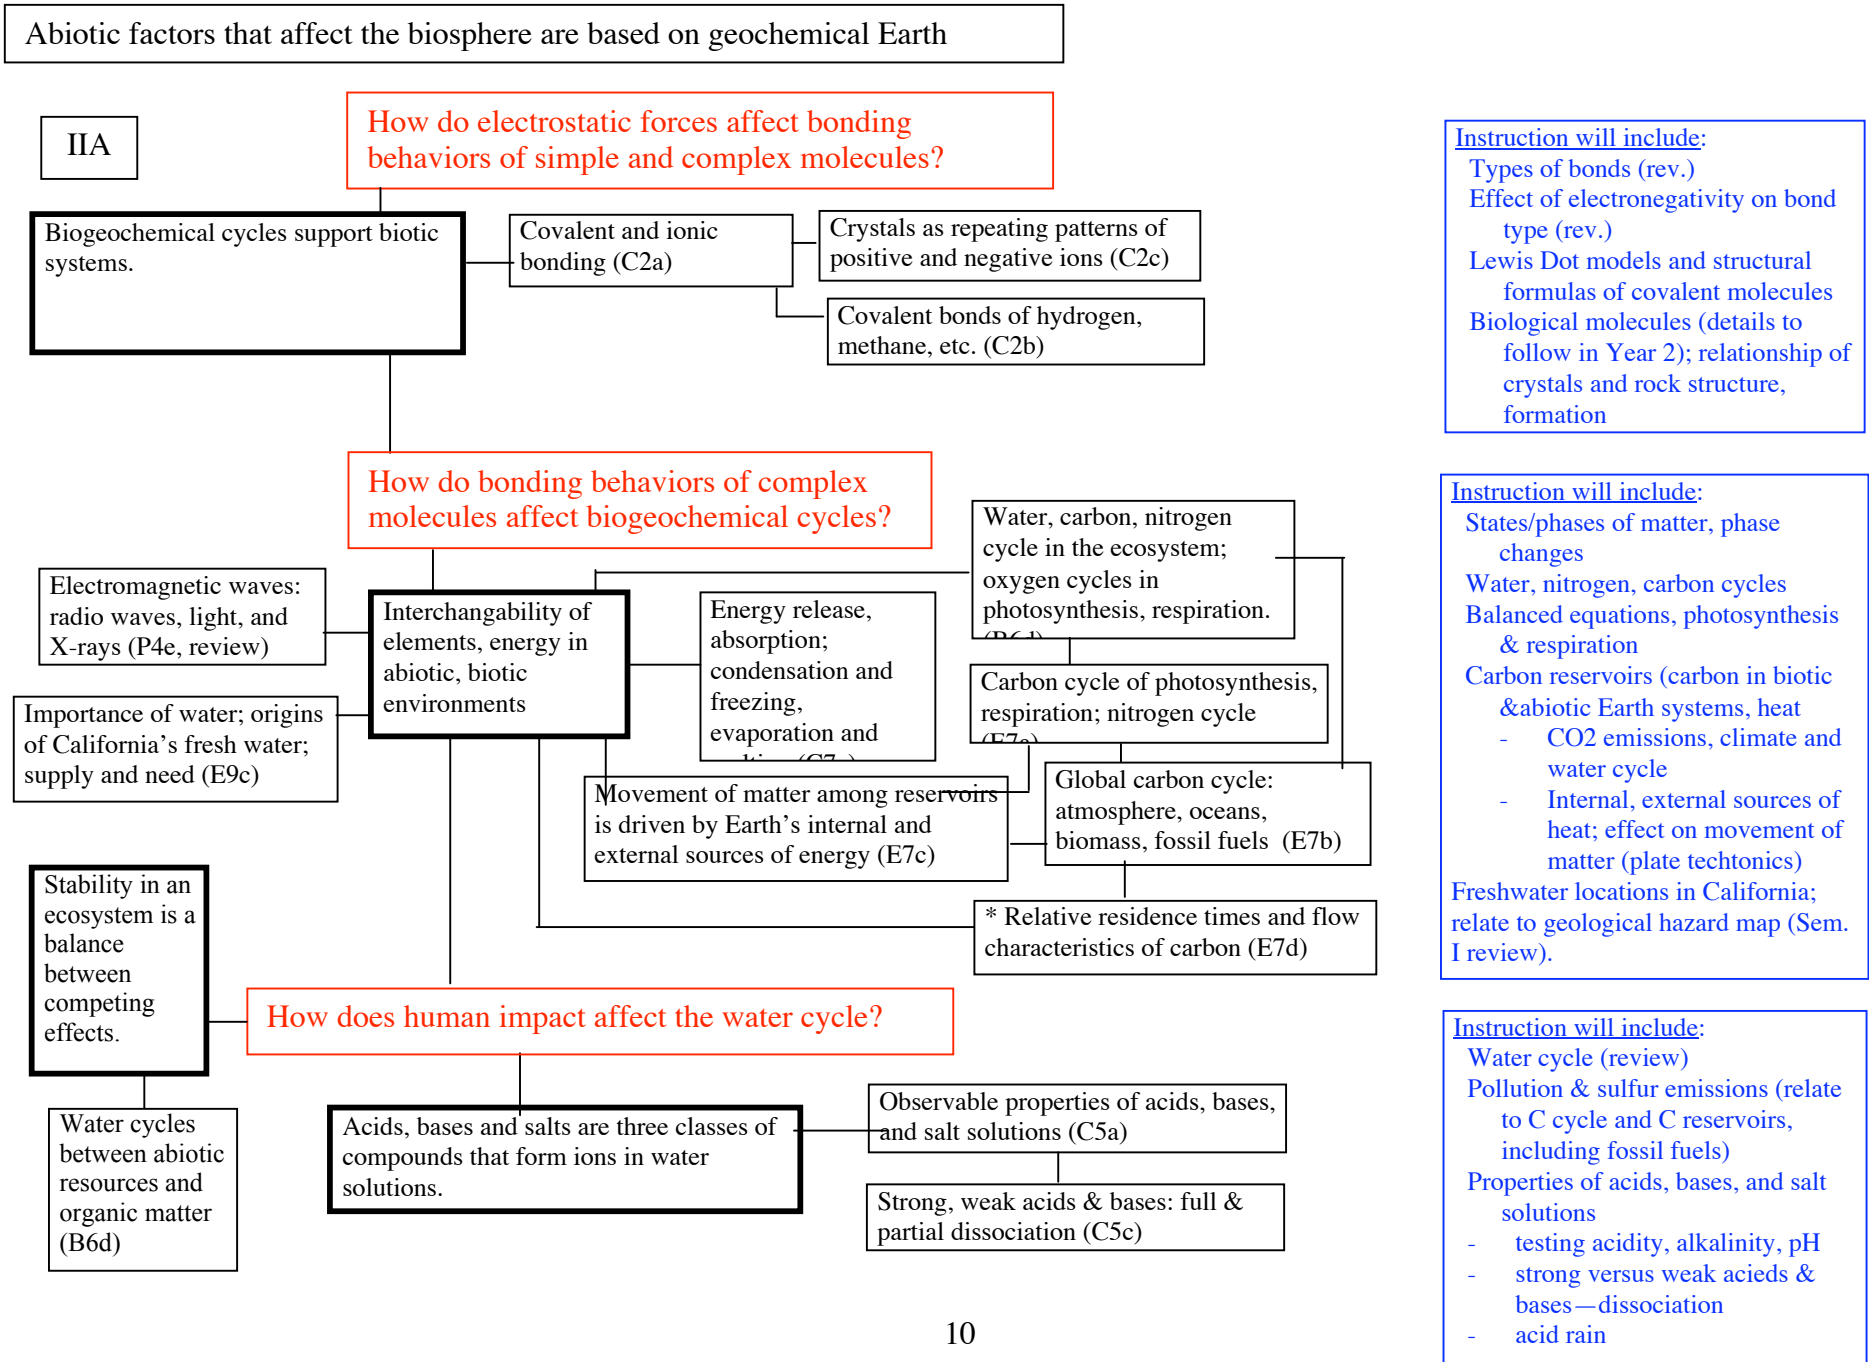 Abiotic factors that affect the biosphere are based on geochemical Earth
IIA
How do electrostatic forces affect bonding
behaviors of simple and complex molecules?
Biogeochemical cycles support biotic
systems.
Covalent and ionic
bonding (C2a)
Crystals as repeating patterns of
positive and negative ions (C2c)
Covalent bonds of hydrogen,
methane, etc. (C2b)
Instruction will include:
Types of bonds (rev.)
Effect of electronegativity on bond
type (rev.)
Lewis Dot models and structural
formulas of covalent molecules
Biological molecules (details to
follow in Year 2); relationship of
crystals and rock structure,
formation
How do bonding behaviors of complex
molecules affect biogeochemical cycles?
Electromagnetic waves:
radio waves, light, and
X-rays (P4e, review)
Importance of water; origins
of California's fresh water;
supply and need (E9c)
Interchangability of
elements, energy in
abiotic, biotic
environments
Energy release,
absorption;
condensation and
freezing,
evaporation and
Water, carbon, nitrogen
cycle in the ecosystem;
oxygen cycles in
photosynthesis, respiration.
(B6d)
Carbon cycle of photosynthesis,
respiration; nitrogen cycle
Movement of matter among reservoirs
is driven by Earth's internal and
external sources of energy (E7c)
Global carbon cycle:
atmosphere, oceans,
biomass, fossil fuels (E7b)
* Relative residence times and flow
characteristics of carbon (E7d)
Instruction will include:
States/phases of matter, phase
changes
Water, nitrogen, carbon cycles
Balanced equations, photosynthesis
& respiration
Carbon reservoirs (carbon in biotic
&abiotic Earth systems, heat
- CO2 emissions, climate and
water cycle
- Internal, external sources of
heat; effect on movement of
matter (plate techtonics)
Freshwater locations in California;
relate to geological hazard map (Sem.
I review).
Stability in an
ecosystem is a
balance
between
competing
effects.
How does human impact affect the water cycle?
Water cycles
between abiotic
resources and
organic matter
(B6d)
Acids, bases and salts are three classes of
compounds that form ions in water
solutions.
Observable properties of acids, bases,
and salt solutions (C5a)
Strong, weak acids & bases: full &
partial dissociation (C5c)
Instruction will include:
Water cycle (review)
Pollution & sulfur emissions (relate
to C cycle and C reservoirs,
including fossil fuels)
Properties of acids, bases, and salt
solutions
- testing acidity, alkalinity, pH
- strong versus weak acieds &
bases—dissociation
- acid rain
10